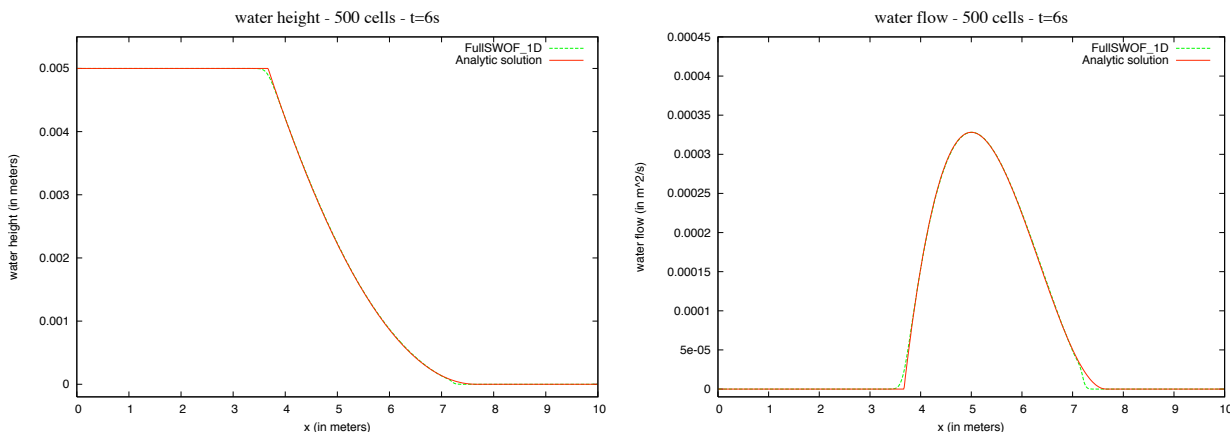 water height - 500 cells - t=6s
FullSWOF_1D
Analytic solution
0.005
0.004
0.003
0.002
0.001
0
water height (in meters)
0 1 2 3 4 5 6 7 8 9 10
x (in meters)
water flow - 500 cells - t=6s
0.00045
FullSWOF_1D
Analytic solution
0.0004
0.00035
0.0003
0.00025
0.0002
0.00015
0.0001
5e-05
0
water flow (in m^2/s)
0 1 2 3 4 5 6 7 8 9 10
x (in meters)